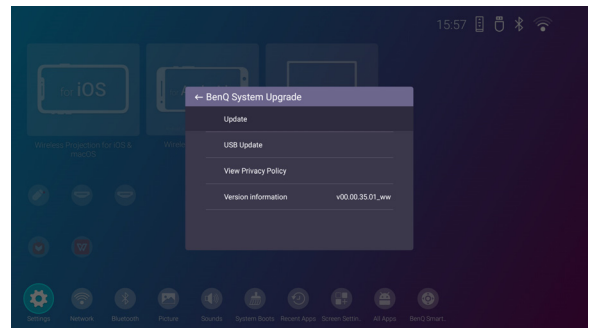 15:57
for iOS
Wireless Projection for iOS &
macOS
← BenQ System Upgrade
Update
USB Update
View Privacy Policy
Version information v00.00.35.01_ww
Settings Network Bluetooth Picture Sounds System Boots Recent Apps Screen Settin.. All Apps BenQ Smart..